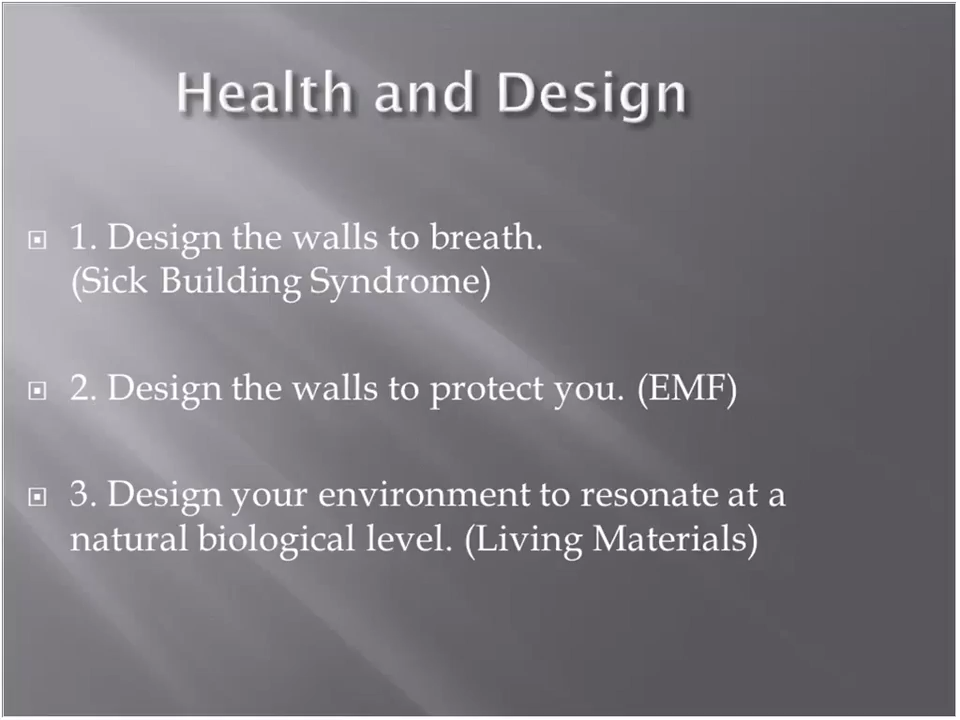 Health and Design
1. Design the walls to breath.
(Sick Building Syndrome)
2. Design the walls to protect you. (EMF)
3. Design your environment to resonate at a
natural biological level. (Living Materials)